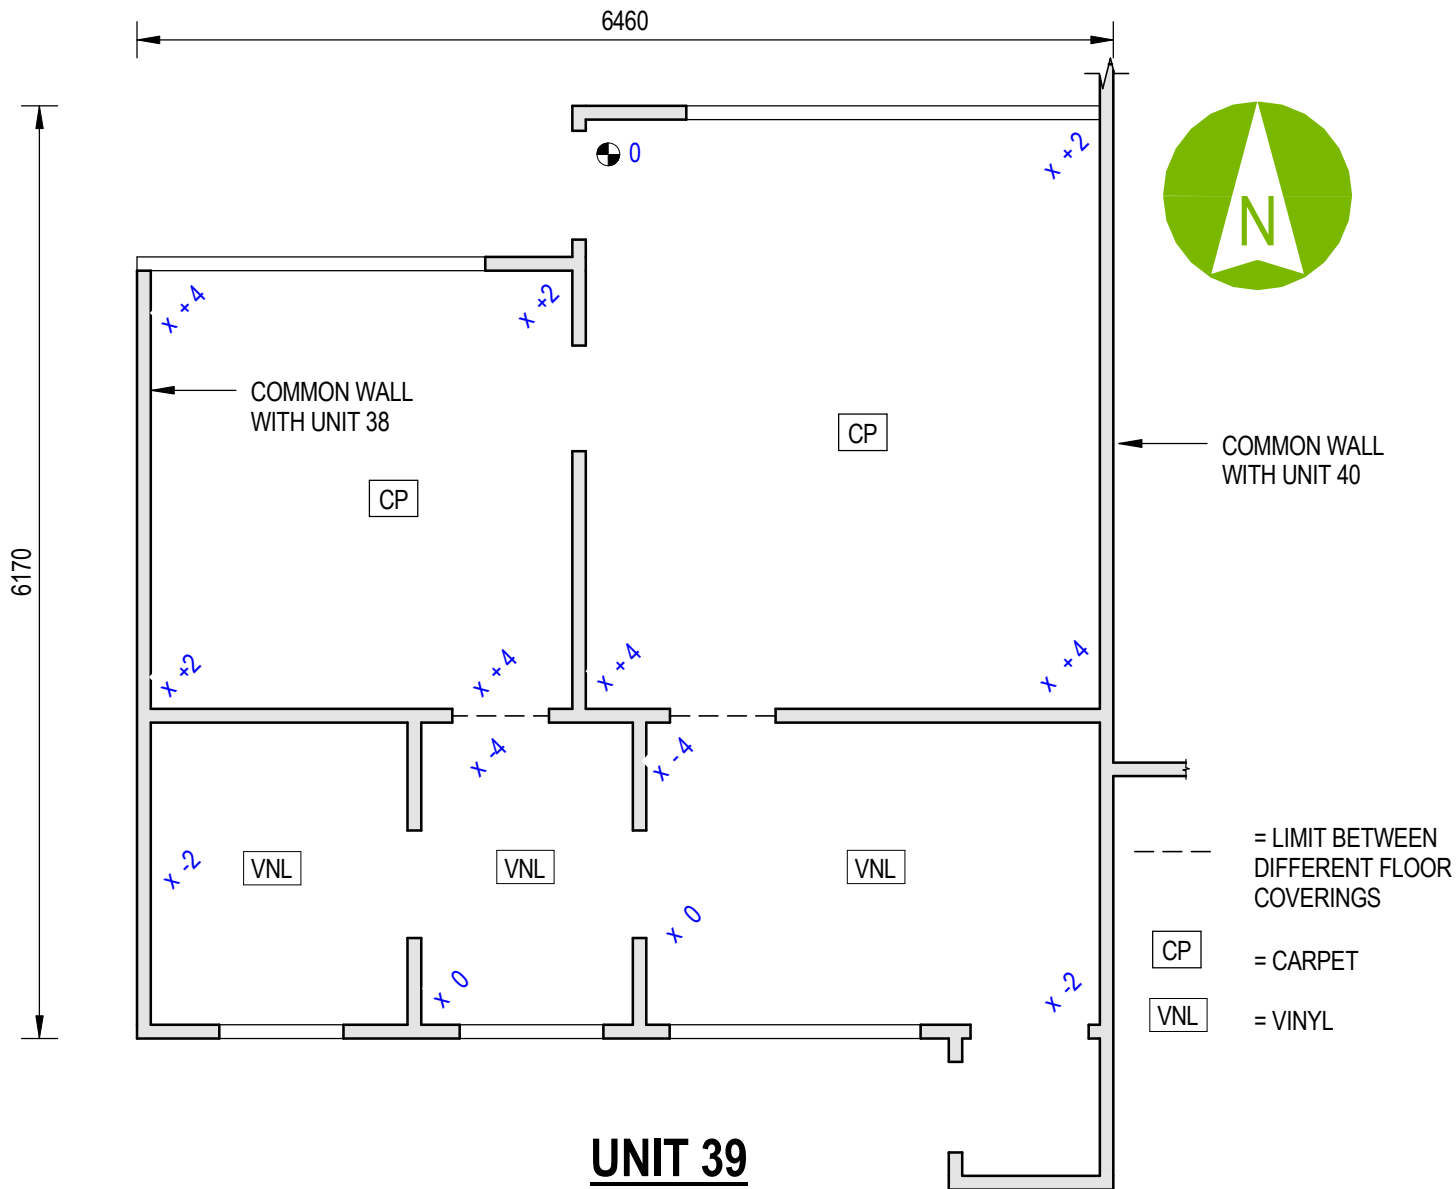 6460
0
x +2
N
x +4
x +2
COMMON WALL
WITH UNIT 38
CP
COMMON WALL
WITH UNIT 40
CP
6170
x +2
x +4
x +4
x +4
x -4
x -4
x -2
VNL
VNL
VNL
= LIMIT BETWEEN
DIFFERENT FLOOR
COVERINGS
x 0
CP = CARPET
x 0
x -2
VNL = VINYL
UNIT 39